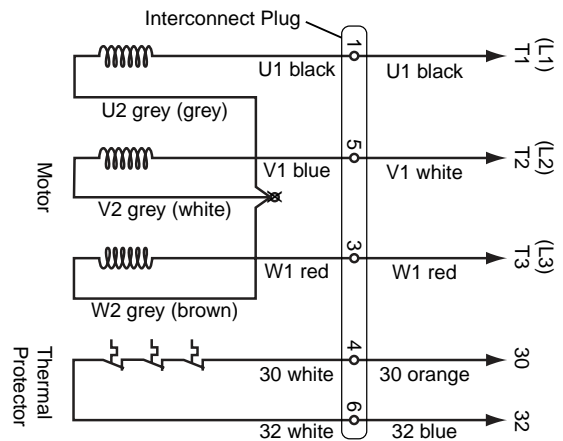 Interconnect Plug
1
U1 black
U1 black
T1 (L1)
U2 grey (grey)
5
V1 blue
V1 white
T2 (L2)
Motor
V2 grey (white)
3
W1 red
W1 red
T3 (L3)
W2 grey (brown)
Thermal
Protector
4
30 white
30 orange
30
6
32 white
32 blue
32